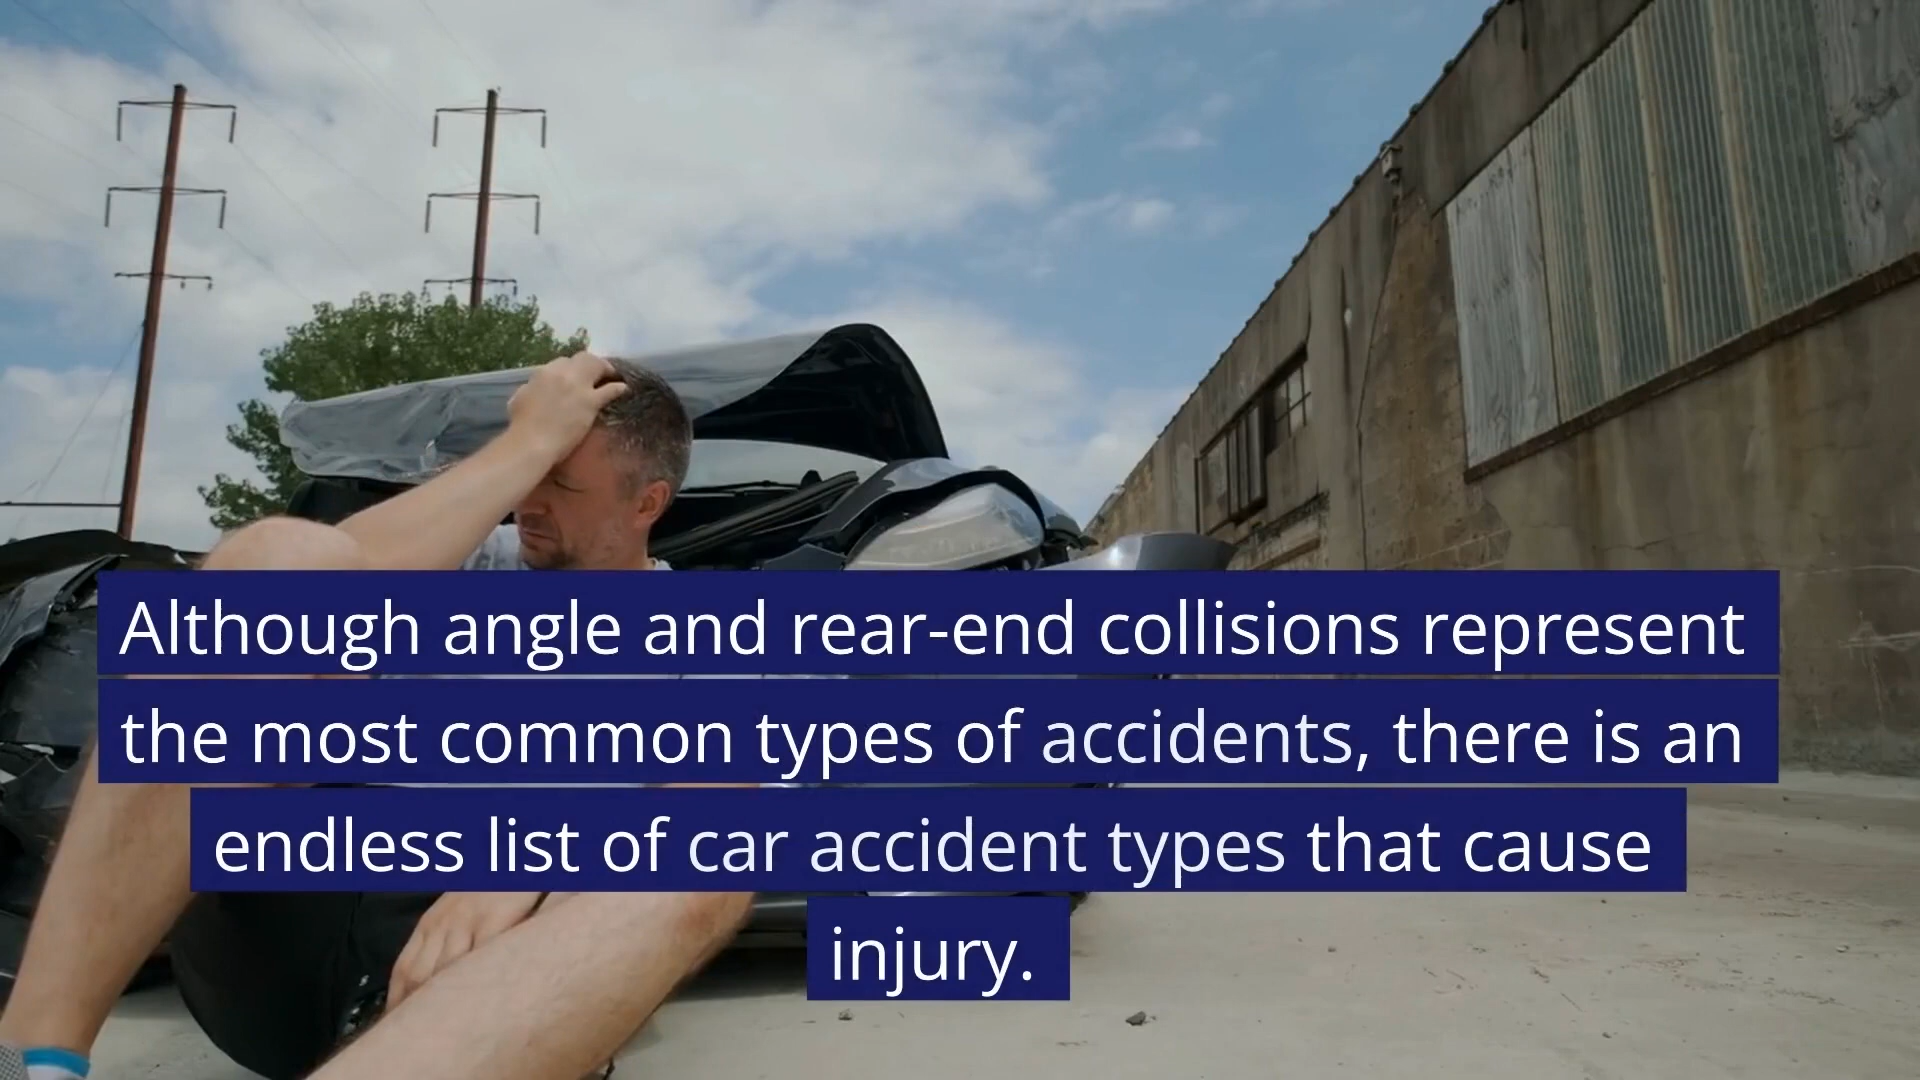 Although angle and rear-end collisions represent
the most common types of accidents, there is an
endless list of car accident types that cause
injury.